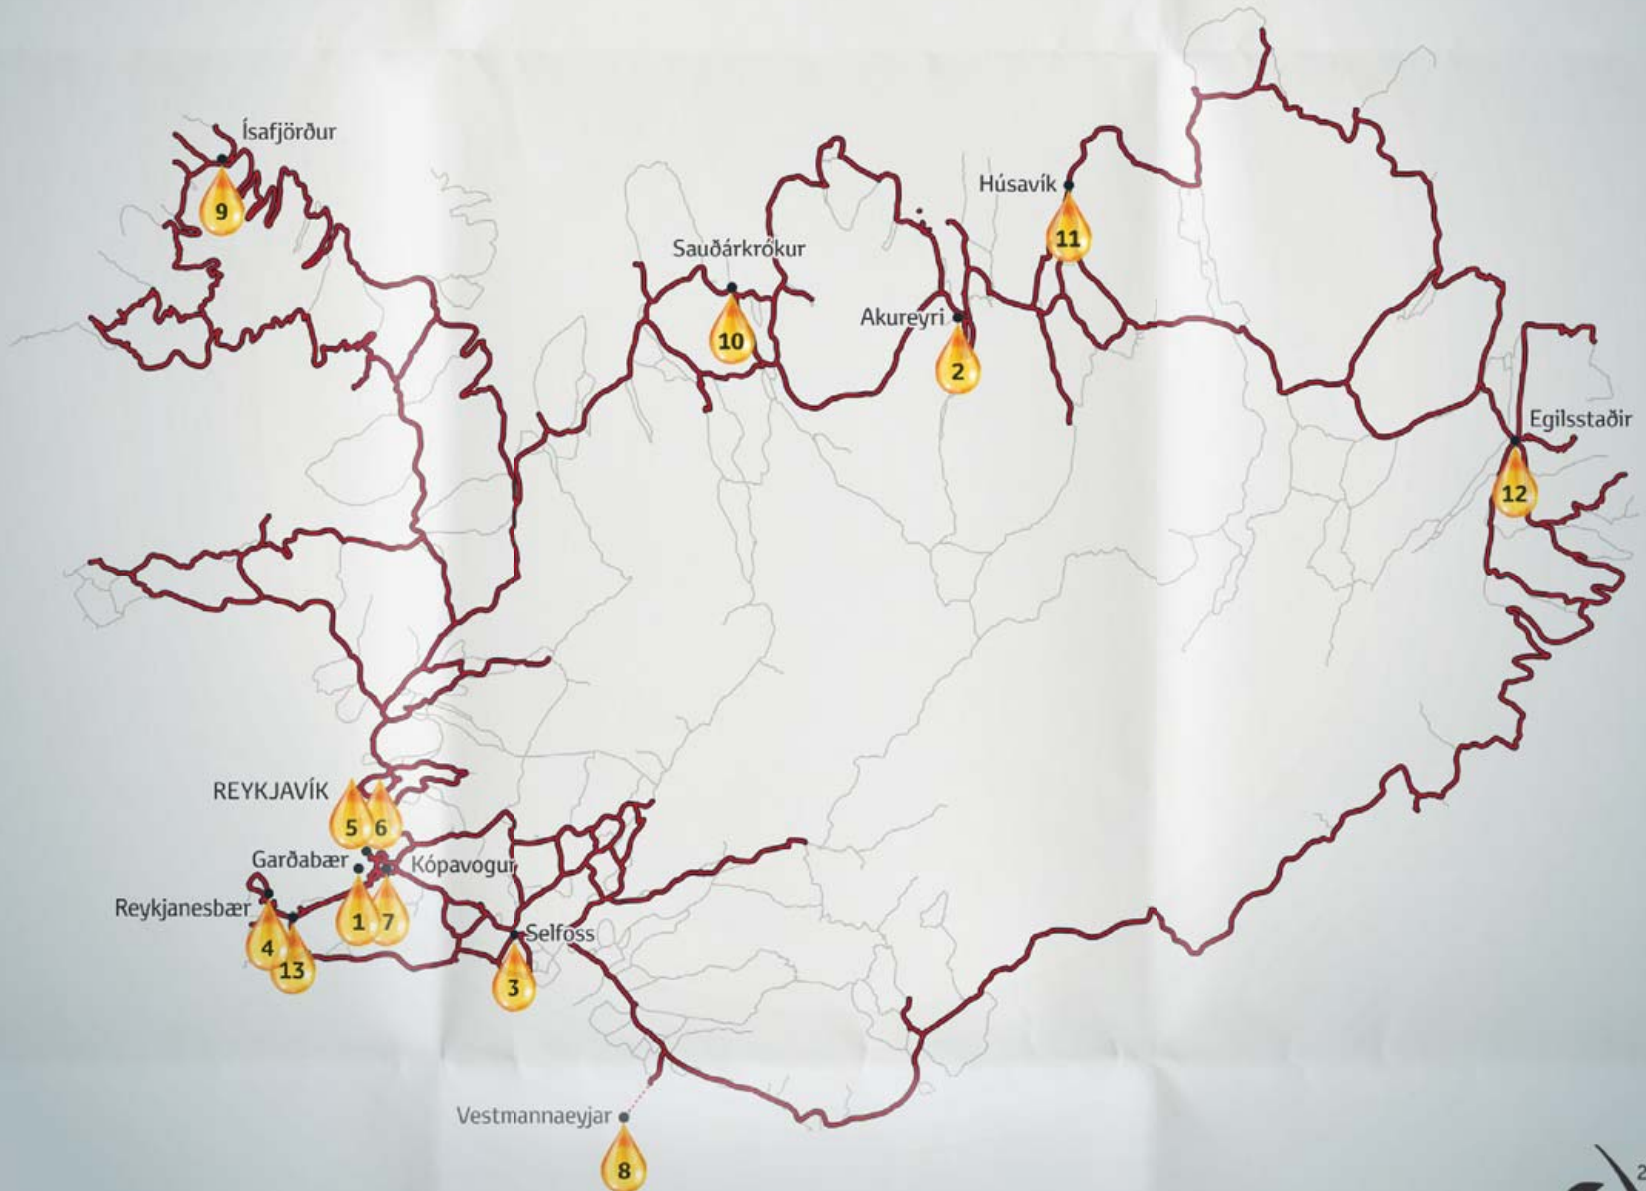 Ísafjörður
9
Húsavík
11
Sauðárkrókur
10
Akureyri
2
Egilsstaðir
12
REYKJAVÍK
5
6
Garðabær
Kópavogur
Reykjanesbær
1
7
4
13
Selfoss
3
Vestmannaeyjar
8
2